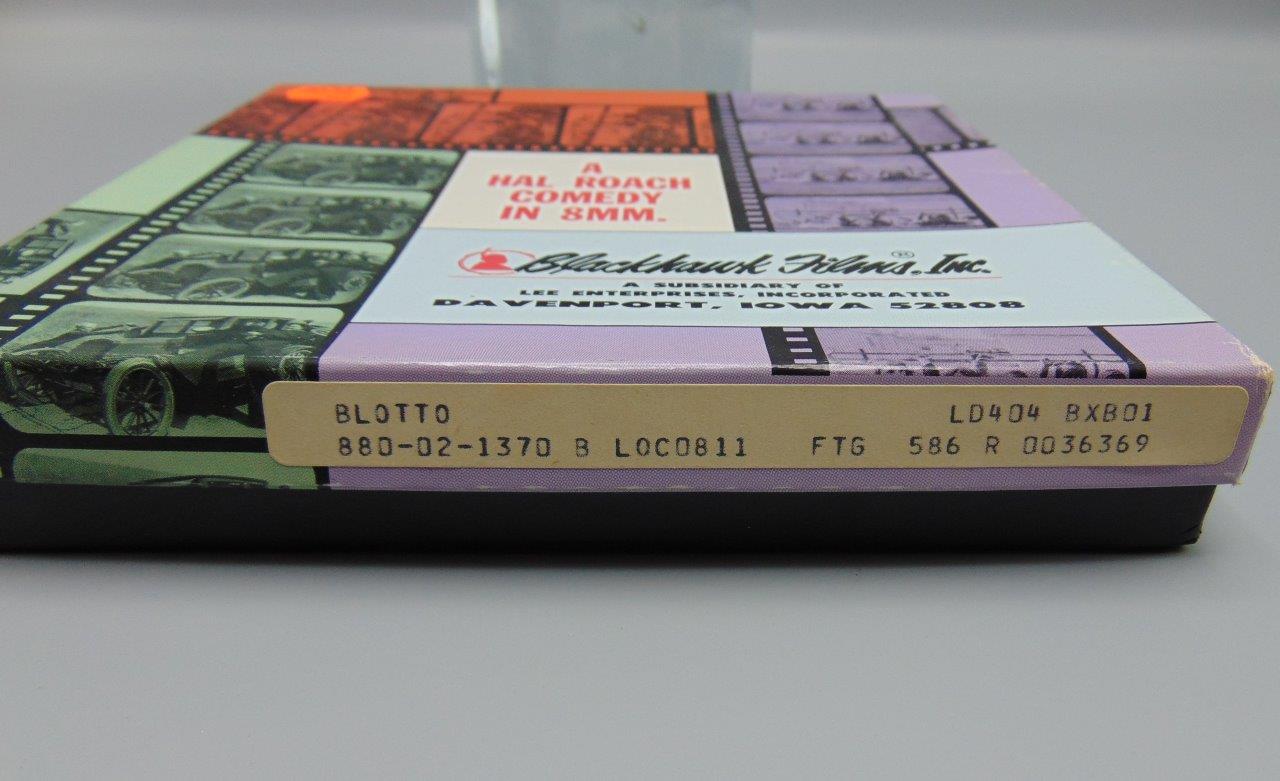 A
HAL ROACH
COMEDY
IN 8MM.
Blackhawk Films,® Inc.
A SUBSIDIARY OF
LEE ENTERPRISES, INCORPORATED
DAVENPORT, IOWA 52808
BLOTTO LD404 BXB01
880-02-1370 B LOC0811 FTG 586 R 0036369